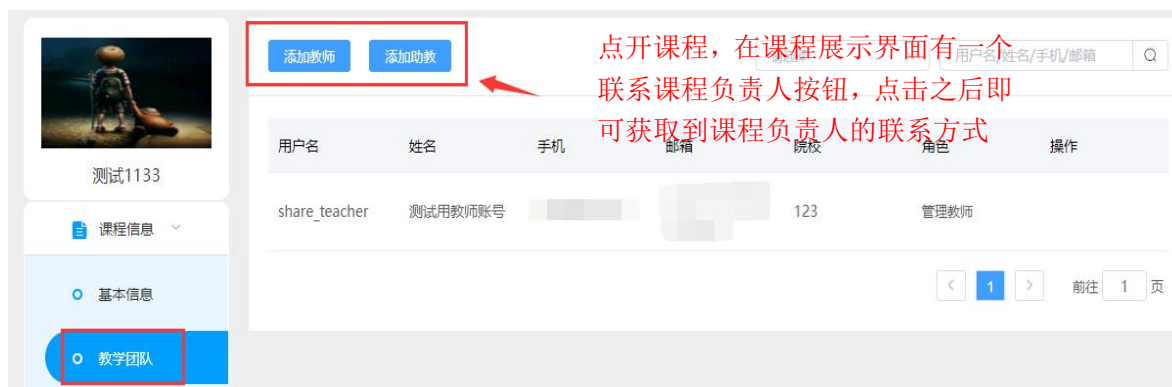 添加教师
添加助教
点开课程，在课程展示界面有一个
联系课程负责人按钮，点击之后即
可获取到课程负责人的联系方式
用户名/姓名/手机/邮箱
测试1133
课程信息
基本信息
教学团队
用户名 姓名 手机 邮箱 院校 角色 操作
share_teacher 测试用教师账号 123 管理教师
1 前往 1 页